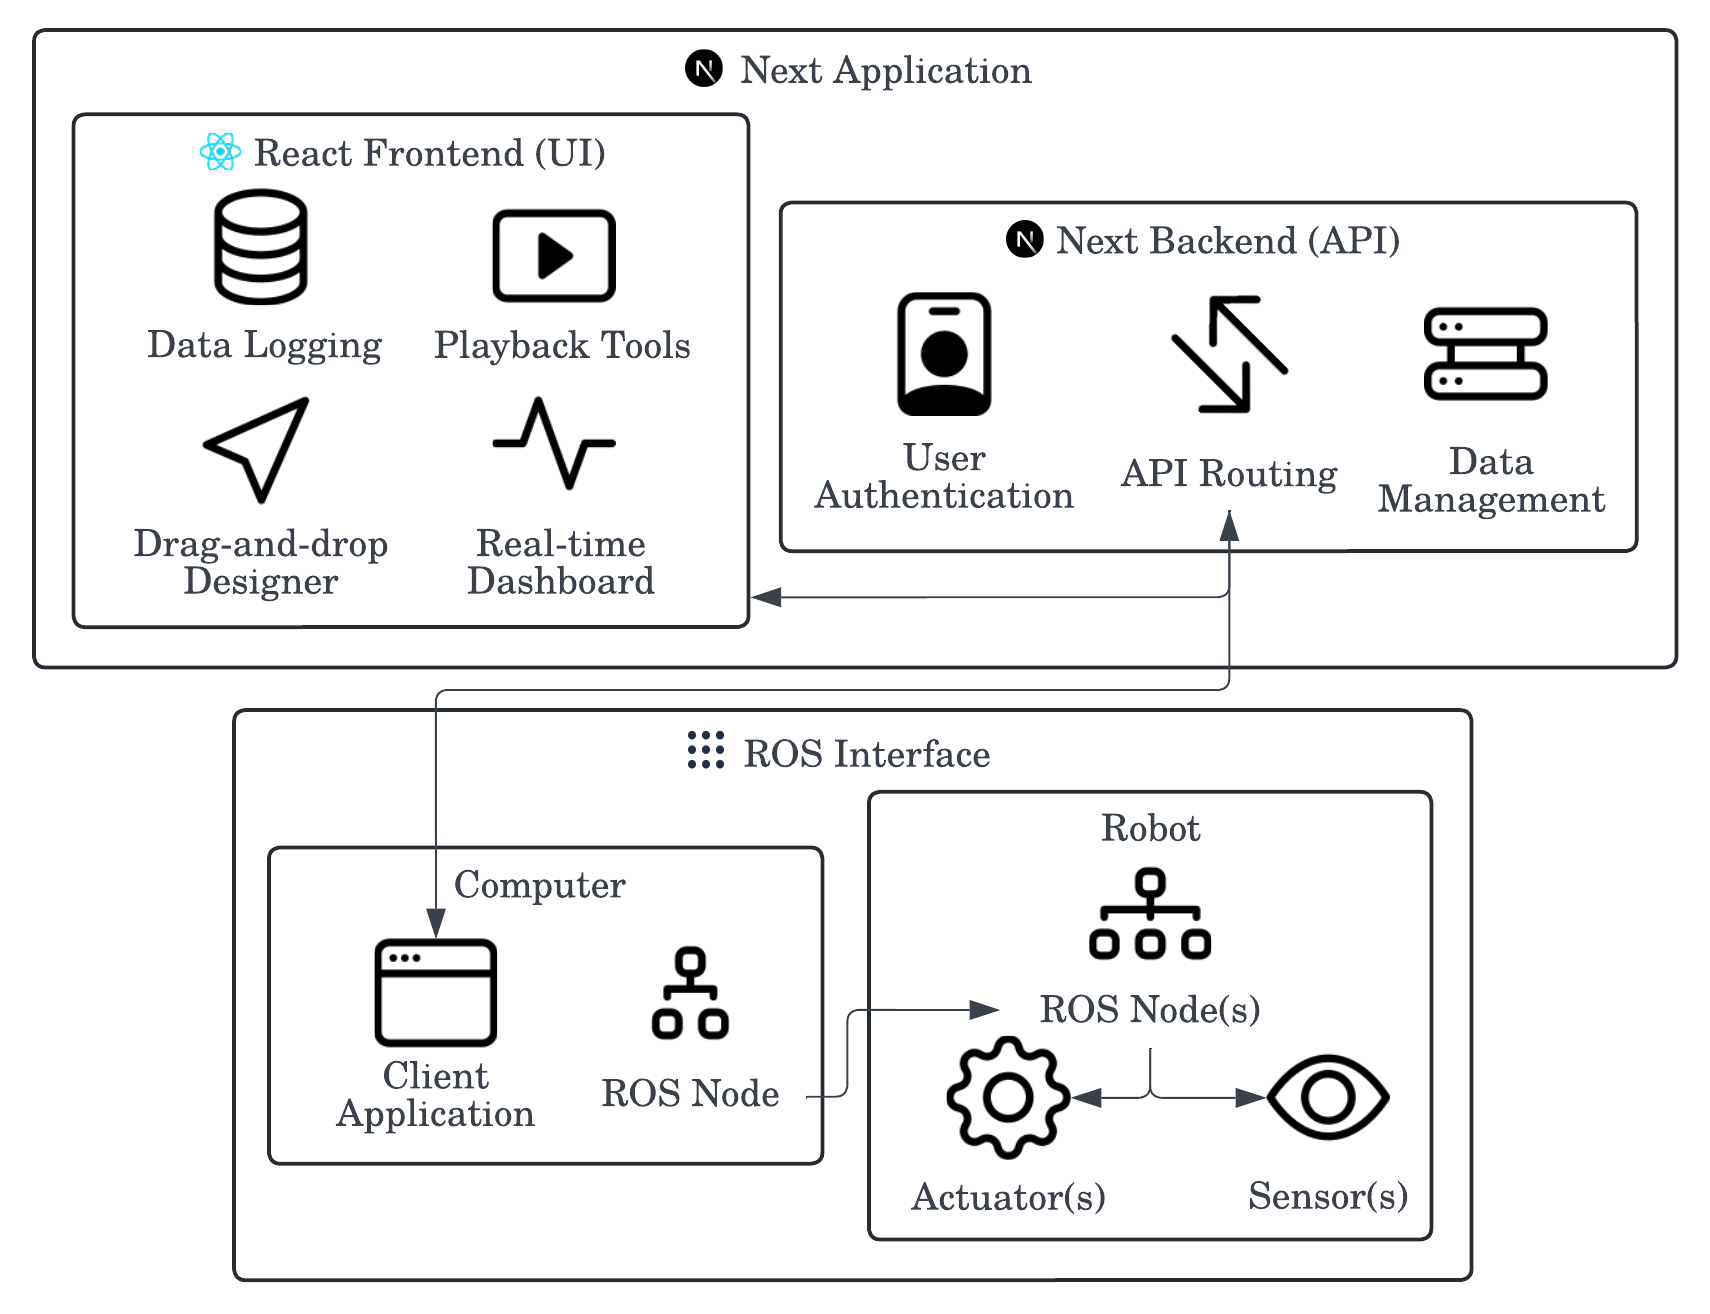 Next Application
React Frontend (UI)
Data Logging
Playback Tools
Drag-and-drop
Designer
Real-time
Dashboard
Next Backend (API)
User
Authentication
API Routing
Data
Management
ROS Interface
Computer
Client
Application
ROS Node
Robot
ROS Node(s)
Actuator(s)
Sensor(s)